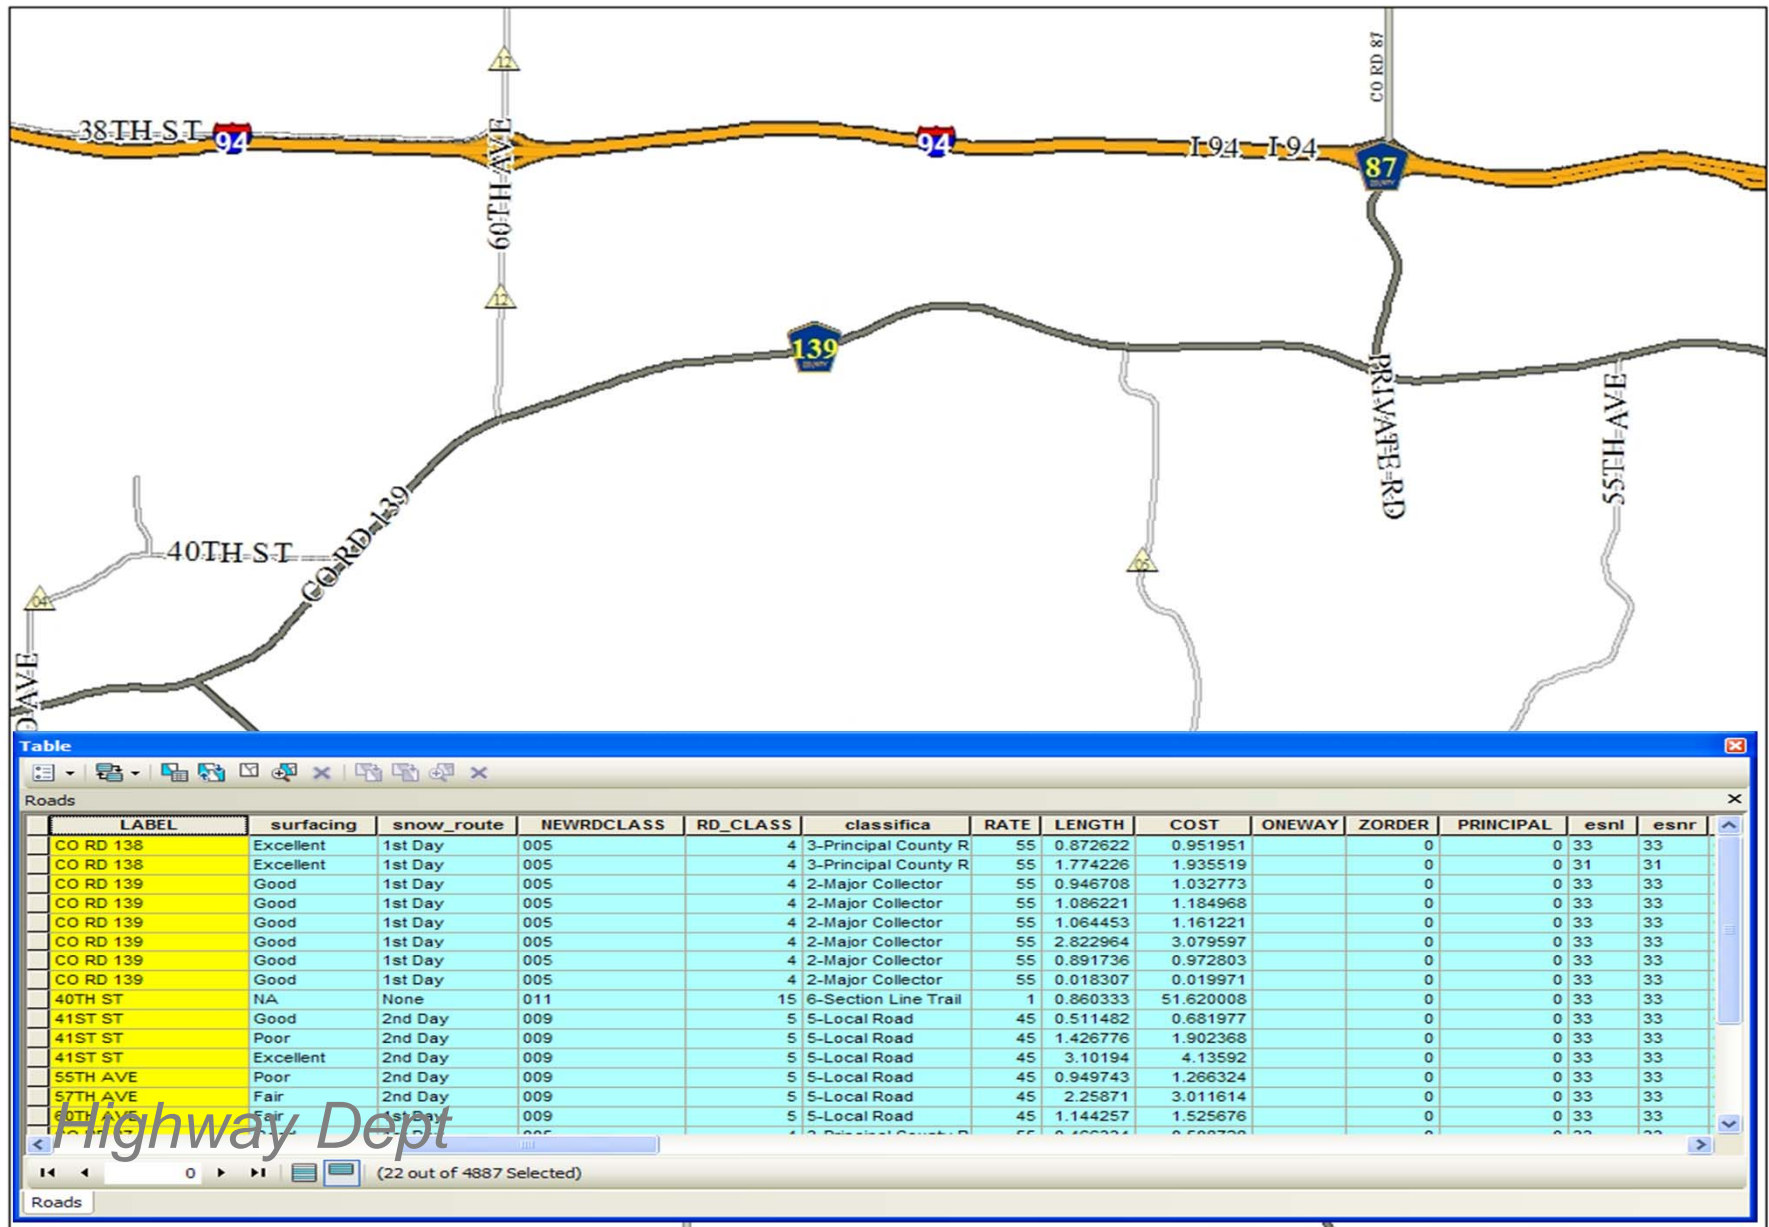 CO RD 87
12
38TH ST
94
60TH AVE
94
I 94
I 94
87
COUNTY
12
139
COUNTY
PRIVATE RD
55TH AVE
CO RD 139
40TH ST
05
04
AVE
Table
Roads
LABEL surfacing snow_route NEWRDCLASS RD_CLASS classifica RATE LENGTH COST ONEWAY ZORDER PRINCIPAL esnl esnr
CO RD 138 Excellent 1st Day 005 4 3-Principal County R 55 0.872622 0.951951 0 0 33 33
CO RD 138 Excellent 1st Day 005 4 3-Principal County R 55 1.774226 1.935519 0 0 31 31
CO RD 139 Good 1st Day 005 4 2-Major Collector 55 0.946708 1.032773 0 0 33 33
CO RD 139 Good 1st Day 005 4 2-Major Collector 55 1.086221 1.184968 0 0 33 33
CO RD 139 Good 1st Day 005 4 2-Major Collector 55 1.064453 1.161221 0 0 33 33
CO RD 139 Good 1st Day 005 4 2-Major Collector 55 2.822964 3.079597 0 0 33 33
CO RD 139 Good 1st Day 005 4 2-Major Collector 55 0.891736 0.972803 0 0 33 33
CO RD 139 Good 1st Day 005 4 2-Major Collector 55 0.018307 0.019971 0 0 33 33
40TH ST NA None 011 15 6-Section Line Trail 1 0.860333 51.620008 0 0 33 33
41ST ST Good 2nd Day 009 5 5-Local Road 45 0.511482 0.681977 0 0 33 33
41ST ST Poor 2nd Day 009 5 5-Local Road 45 1.426776 1.902368 0 0 33 33
41ST ST Excellent 2nd Day 009 5 5-Local Road 45 3.10194 4.13592 0 0 33 33
55TH AVE Poor 2nd Day 009 5 5-Local Road 45 0.949743 1.266324 0 0 33 33
57TH AVE Fair 2nd Day 009 5 5-Local Road 45 2.25871 3.011614 0 0 33 33
60TH AVE Fair 1st Day 009 5 5-Local Road 45 1.144257 1.525676 0 0 33 33
Highway Dept
0 (22 out of 4887 Selected)
Roads